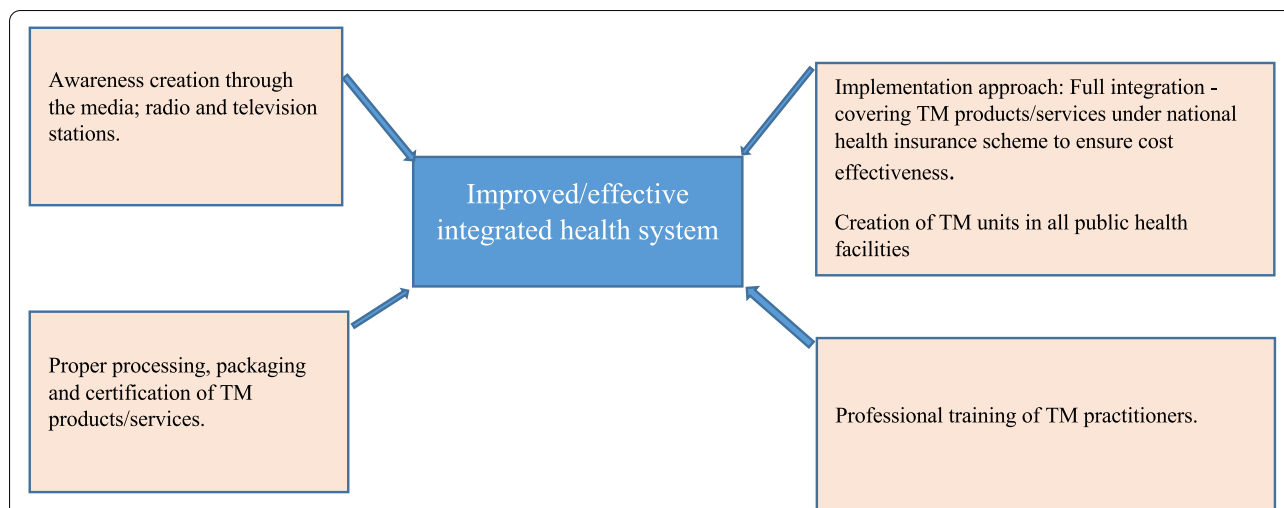 Awareness creation through
the media; radio and television
stations.
Improved/effective
integrated health system
Implementation approach: Full integration -
covering TM products/services under national
health insurance scheme to ensure cost
effectiveness.
Creation of TM units in all public health
facilities
Proper processing, packaging
and certification of TM
products/services.
Professional training of TM practitioners.